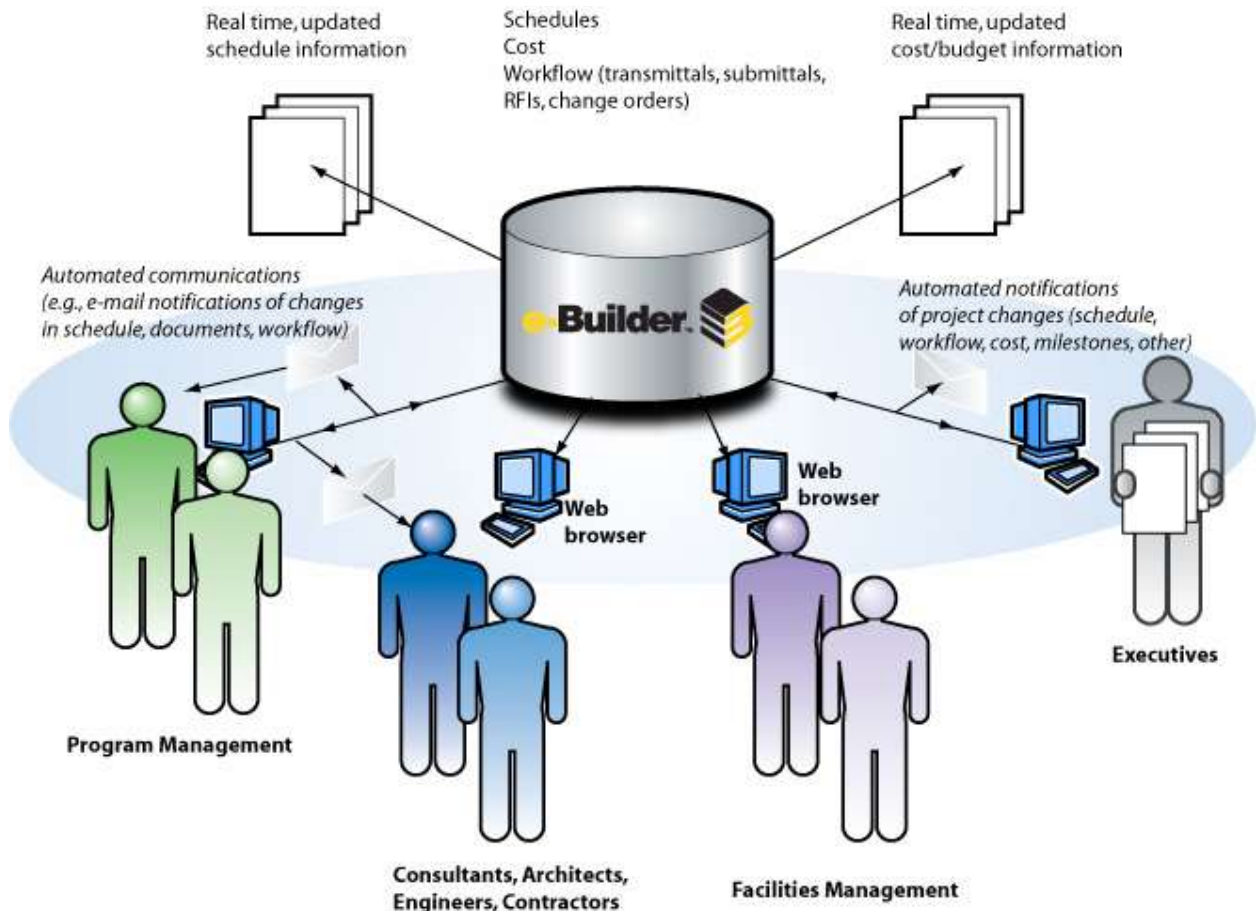 Real time, updated
schedule information
Schedules
Cost
Workflow (transmittals, submittals,
RFIs, change orders)
Real time, updated
cost/budget information
Automated communications
(e.g., e-mail notifications of changes
in schedule, documents, workflow)
e-Builder™
Automated notifications
of project changes (schedule,
workflow, cost, milestones, other)
Web
browser
Web
browser
Executives
Program Management
Consultants, Architects,
Engineers, Contractors
Facilities Management